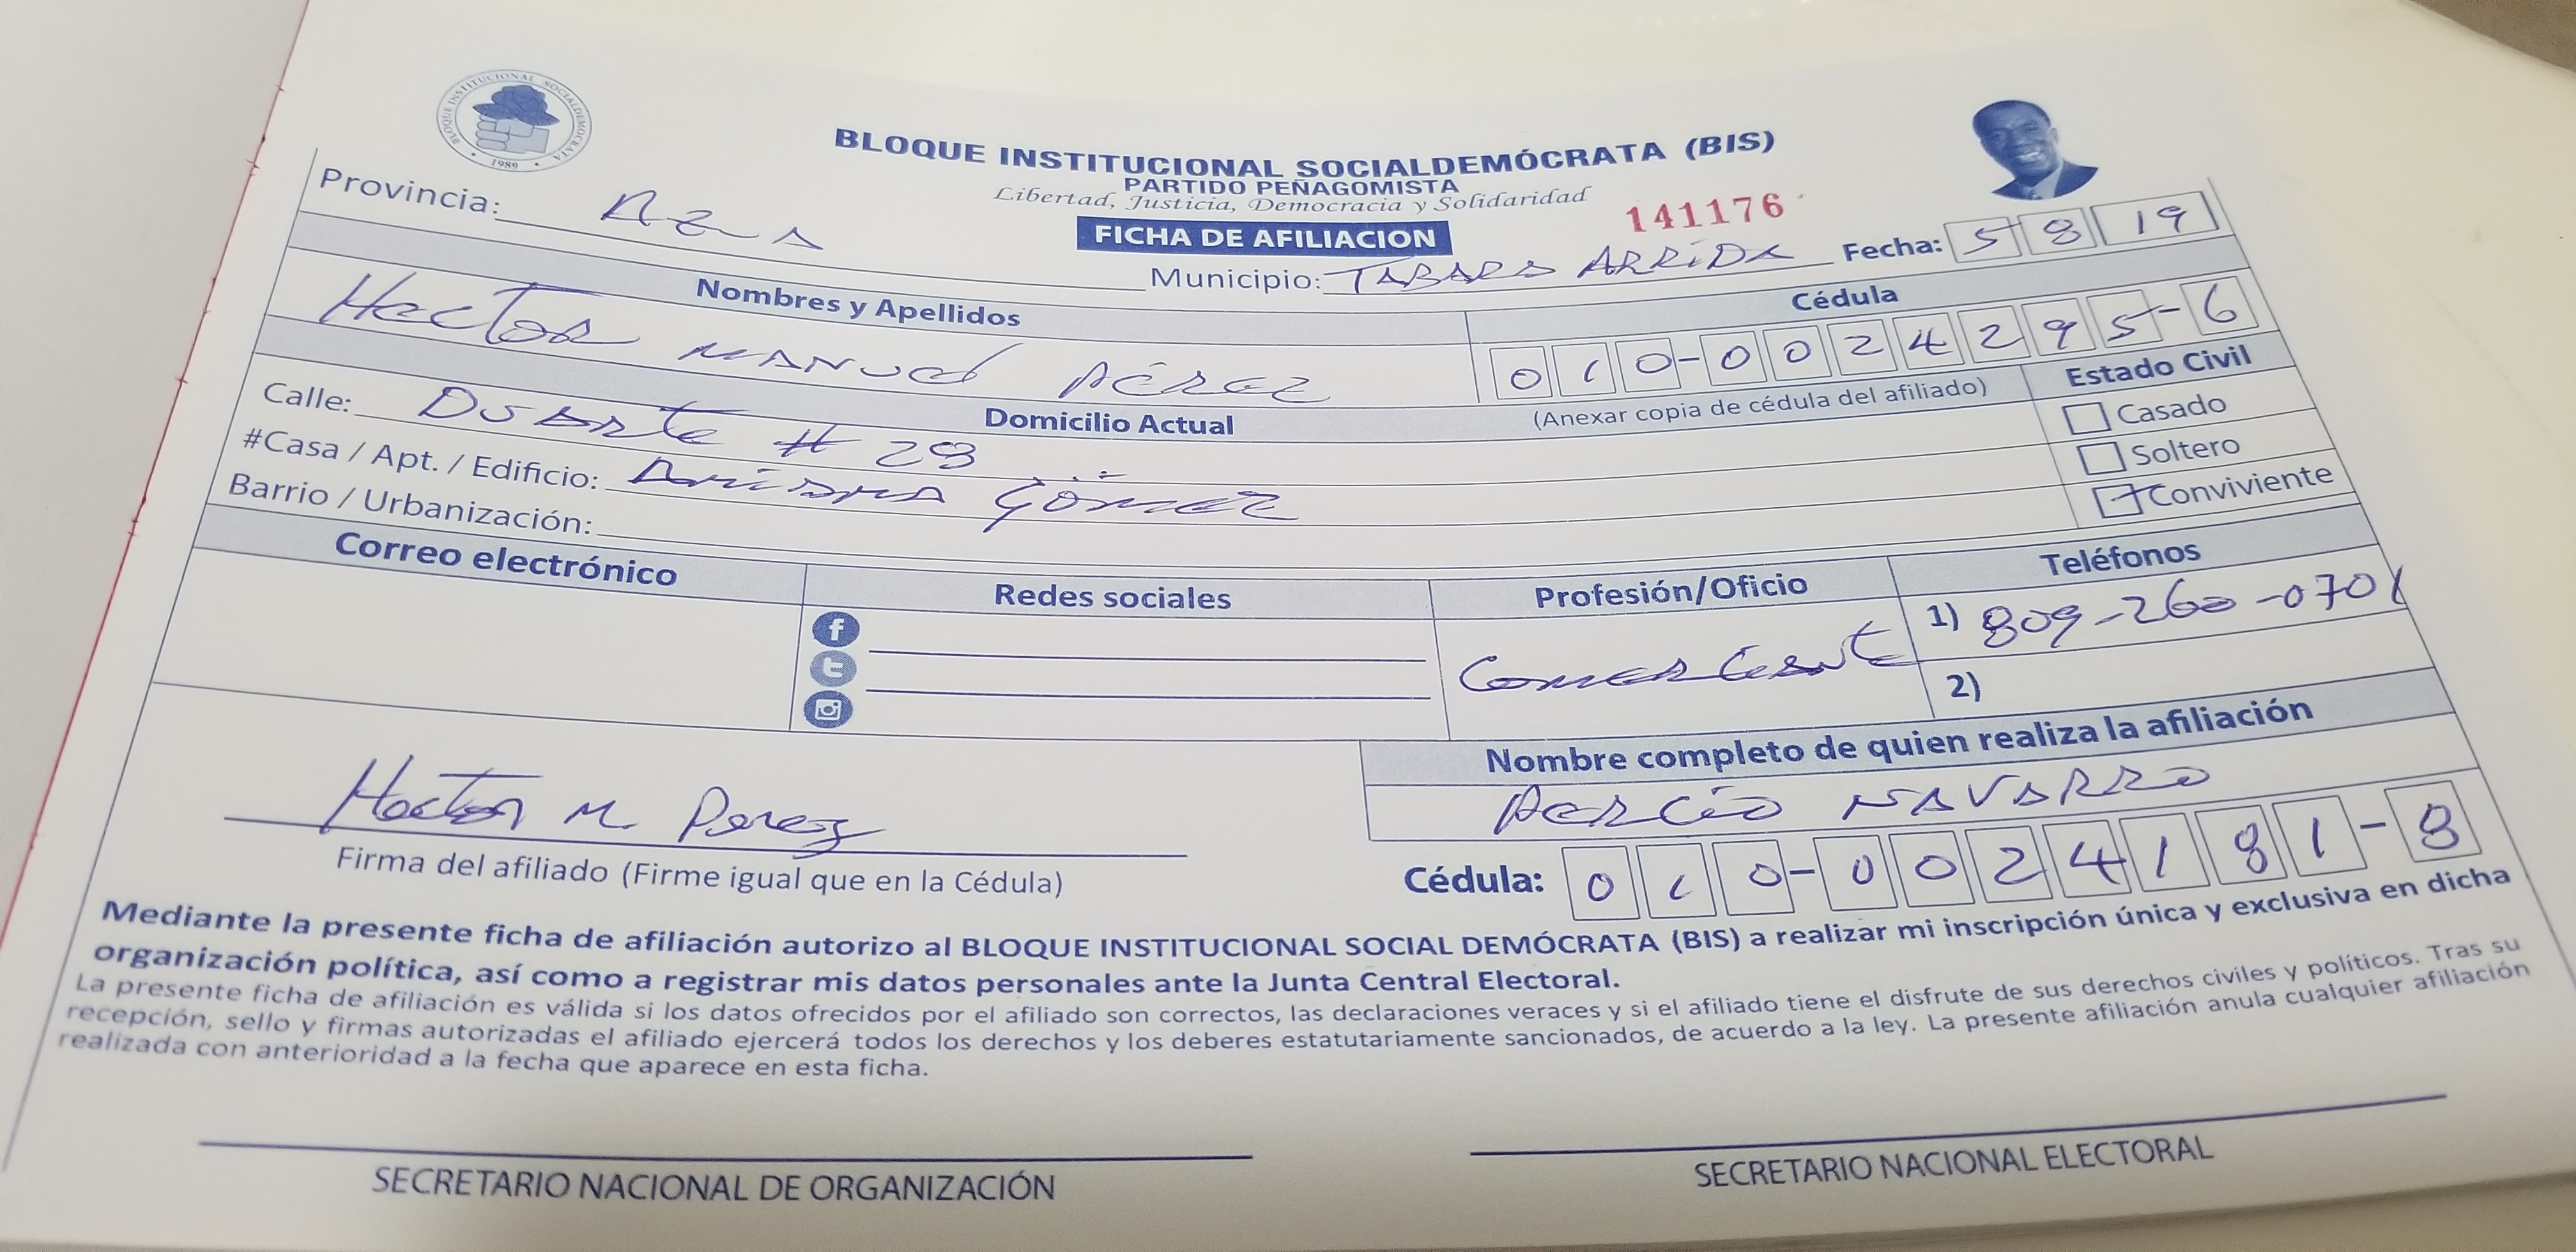 BLOQUE INSTITUCIONAL SOCIALDEMOCRATA
1989
BLOQUE INSTITUCIONAL SOCIALDEMÓCRATA (BIS)
PARTIDO PEÑAGOMISTA
Libertad, Justicia, Democracia y Solidaridad
141176
FICHA DE AFILIACION
Provincia: AZUA
Municipio: TABARA ARRIBA Fecha: 5 8 19
Nombres y Apellidos
Cédula
Hector MANUEL PÉREZ
010-0024295-6
(Anexar copia de cédula del afiliado)
Domicilio Actual
Estado Civil
Calle: Duarte # 28
Casado
#Casa / Apt. / Edificio: Gómez
Soltero
Barrio / Urbanización:
Conviviente
Correo electrónico
Redes sociales
Profesión/Oficio
Teléfonos
Comerciante
1) 809-260-0701
2)
Nombre completo de quien realiza la afiliación
PERCIO NAVARRO
Hector M. Perez
Firma del afiliado (Firme igual que en la Cédula)
Cédula: 010-0024181-8
Mediante la presente ficha de afiliación autorizo al BLOQUE INSTITUCIONAL SOCIAL DEMÓCRATA (BIS) a realizar mi inscripción única y exclusiva en dicha
organización política, así como a registrar mis datos personales ante la Junta Central Electoral.
La presente ficha de afiliación es válida si los datos ofrecidos por el afiliado son correctos, las declaraciones veraces y si el afiliado tiene el disfrute de sus derechos civiles y políticos. Tras su
recepción, sello y firmas autorizadas el afiliado ejercerá todos los derechos y los deberes estatutariamente sancionados, de acuerdo a la ley. La presente afiliación anula cualquier afiliación
realizada con anterioridad a la fecha que aparece en esta ficha.
SECRETARIO NACIONAL DE ORGANIZACIÓN
SECRETARIO NACIONAL ELECTORAL